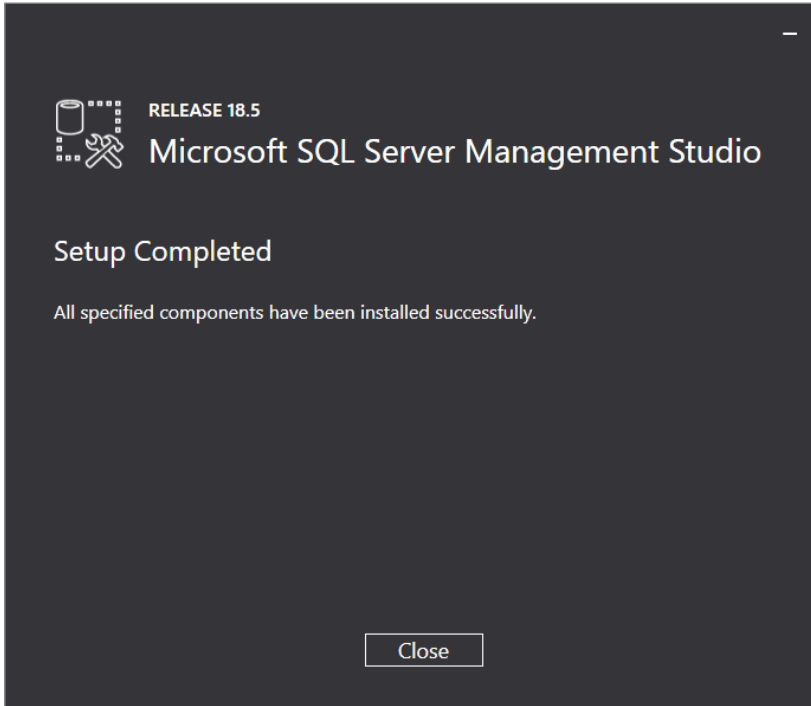 RELEASE 18.5
Microsoft SQL Server Management Studio
Setup Completed
All specified components have been installed successfully.
Close